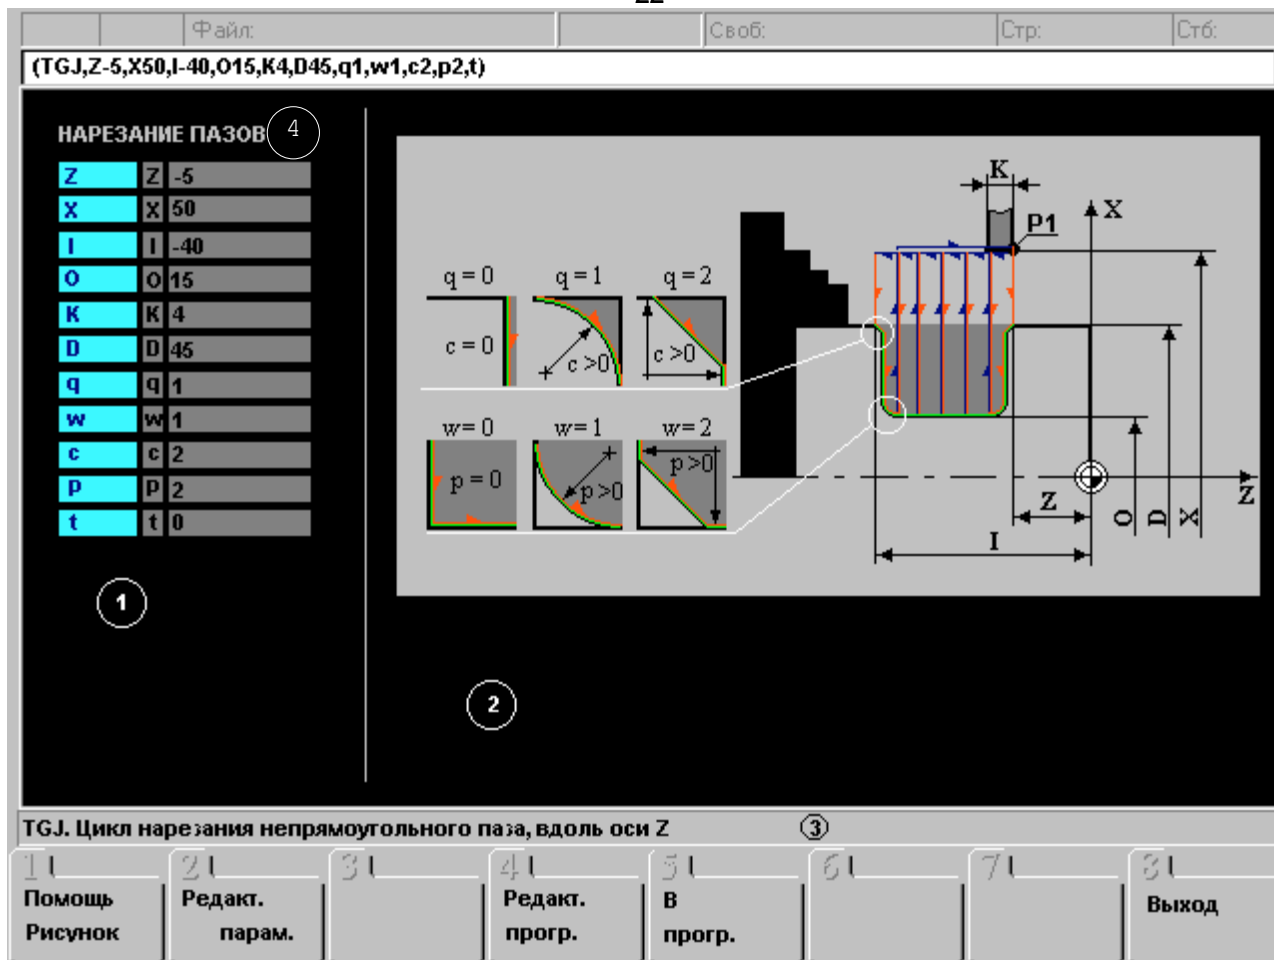 22
Файл: Своб: Стр: Стб:
(TGJ,Z-5,X50,I-40,O15,K4,D45,q1,w1,c2,p2,t)
НАРЕЗАНИЕ ПАЗОВ 4
Z Z -5
X X 50
I I -40
O O 15
K K 4
D D 45
q q 1
w w 1
c c 2
p p 2
t t 0
1
K
X
P1
q = 0 q = 1 q = 2
c = 0 c >0 c >0
w= 0 w= 1 w= 2
p = 0 p >0 p >0
Z
Z
I
O D X
2
TGJ. Цикл нарезания непрямоугольного паза, вдоль оси Z 3
1 2 3 4 5 6 7 8
Помощь Редакт. Редакт. В Выход
Рисунок парам. прогр. прогр.